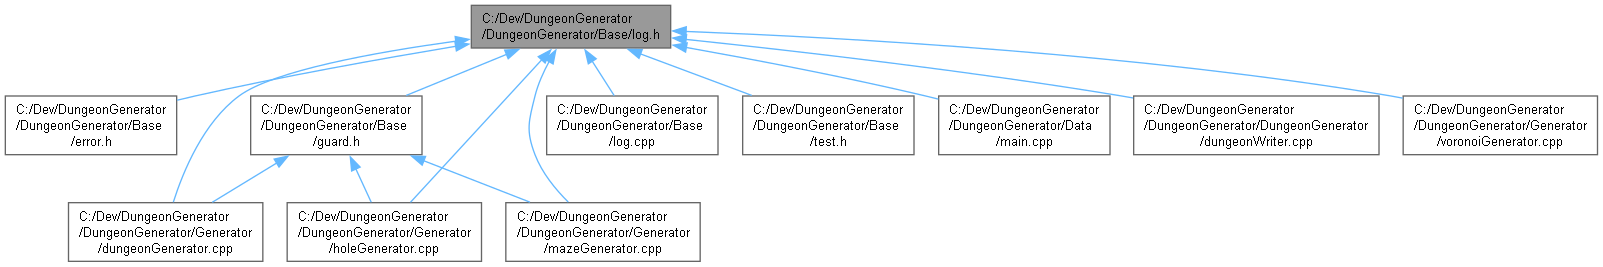 C:/Dev/DungeonGenerator
/DungeonGenerator/Base/log.h
C:/Dev/DungeonGenerator
/DungeonGenerator/Base
/error.h
C:/Dev/DungeonGenerator
/DungeonGenerator/Base
/guard.h
C:/Dev/DungeonGenerator
/DungeonGenerator/Base
/log.cpp
C:/Dev/DungeonGenerator
/DungeonGenerator/Base
/test.h
C:/Dev/DungeonGenerator
/DungeonGenerator/Data
/main.cpp
C:/Dev/DungeonGenerator
/DungeonGenerator/DungeonGenerator
/dungeonWriter.cpp
C:/Dev/DungeonGenerator
/DungeonGenerator/Generator
/voronoiGenerator.cpp
C:/Dev/DungeonGenerator
/DungeonGenerator/Generator
/dungeonGenerator.cpp
C:/Dev/DungeonGenerator
/DungeonGenerator/Generator
/holeGenerator.cpp
C:/Dev/DungeonGenerator
/DungeonGenerator/Generator
/mazeGenerator.cpp